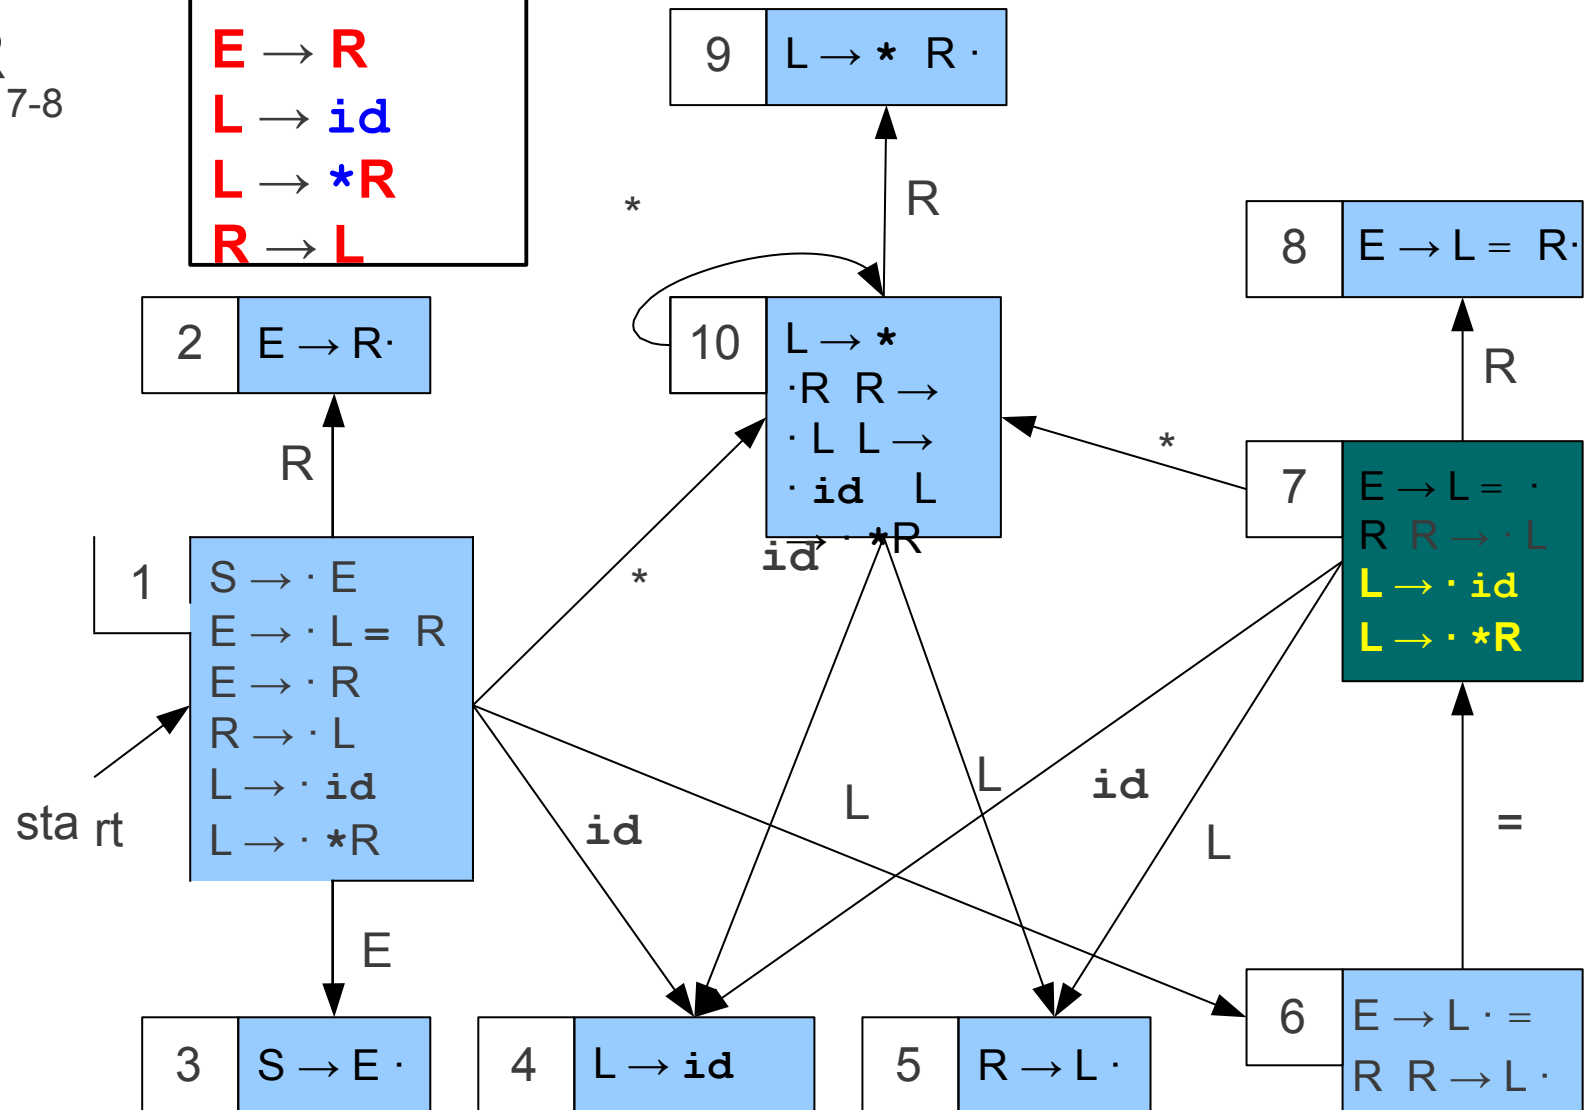 7-8
E → R
L → id
L → *R
R → L
9
L → * R ·
*
R
8
E → L = R·
2
E → R·
10
L → *
·R R →
· L L →
· id L
→ · *R
R
R
*
7
E → L = ·
R R → · L
L → · id
L → · *R
1
S → · E
E → · L = R
E → · R
R → · L
L → · id
L → · *R
*
id
sta rt
id
L
L
id
L
=
E
3
S → E ·
4
L → id
5
R → L ·
6
E → L · =
R R → L ·